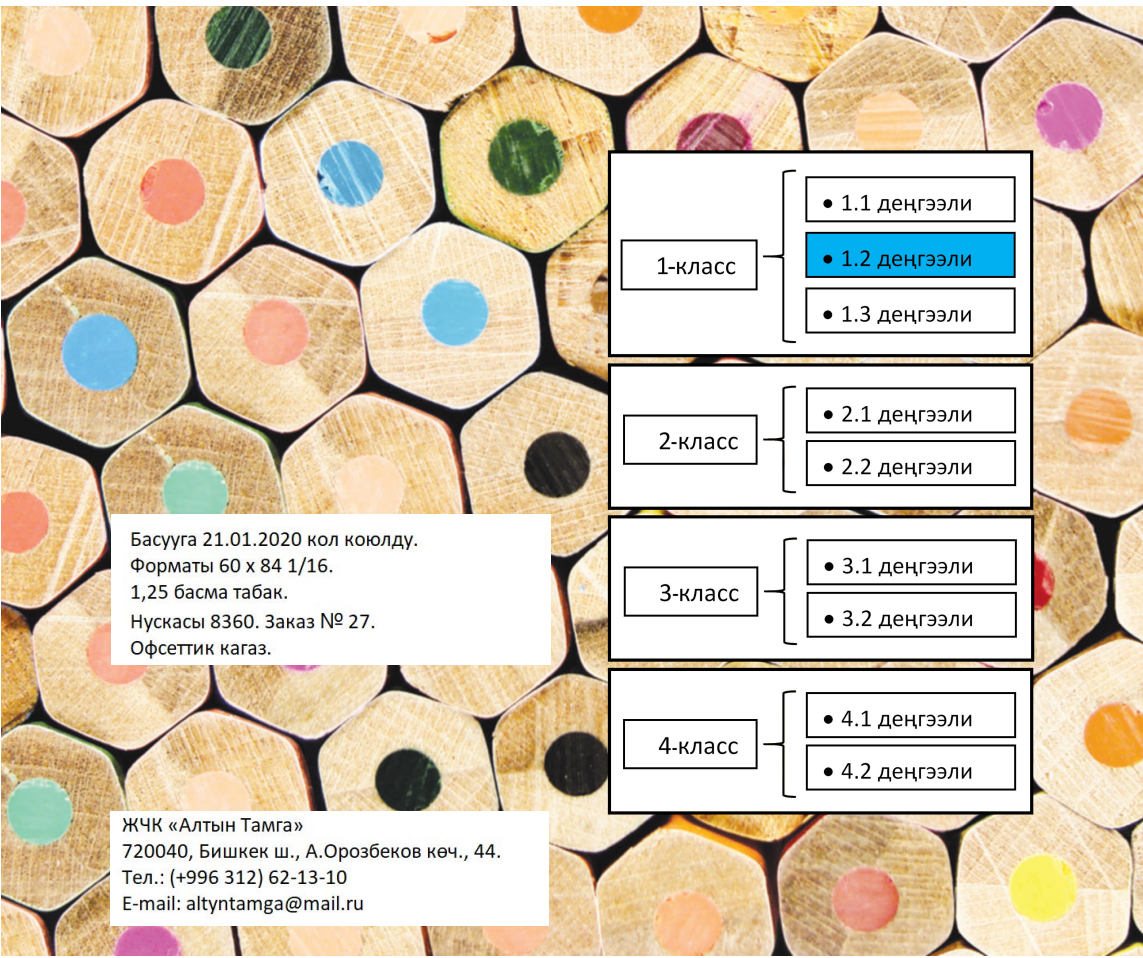 1-класс
• 1.1 деңгээли
• 1.2 деңгээли
• 1.3 деңгээли
2-класс
• 2.1 деңгээли
• 2.2 деңгээли
3-класс
• 3.1 деңгээли
• 3.2 деңгээли
4-класс
• 4.1 деңгээли
• 4.2 деңгээли
Басууга 21.01.2020 кол коюлду.
Форматы 60 х 84 1/16.
1,25 басма табак.
Нускасы 8360. Заказ № 27.
Офсеттик кагаз.
ЖЧК «Алтын Тамга»
720040, Бишкек ш., А.Орозбеков көч., 44.
Тел.: (+996 312) 62-13-10
E-mail: altyntamga@mail.ru